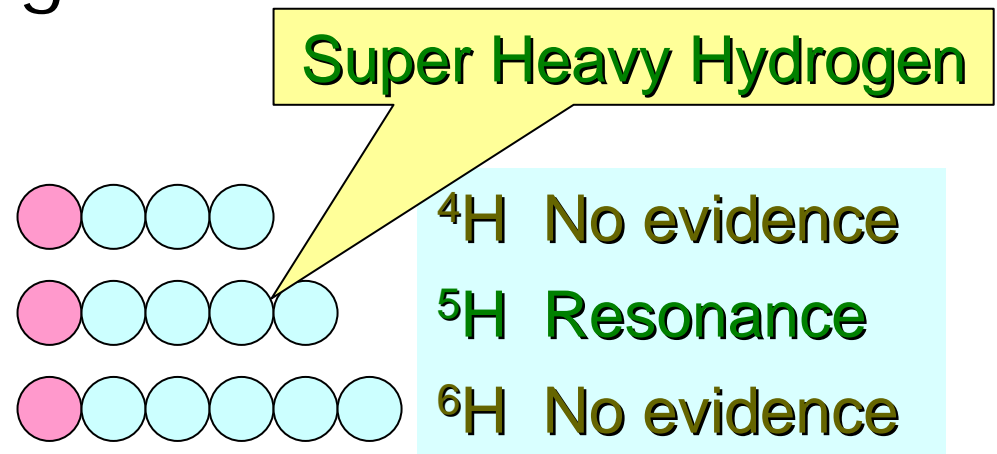 Super Heavy Hydrogen
⁴H No evidence
⁵H Resonance
⁶H No evidence